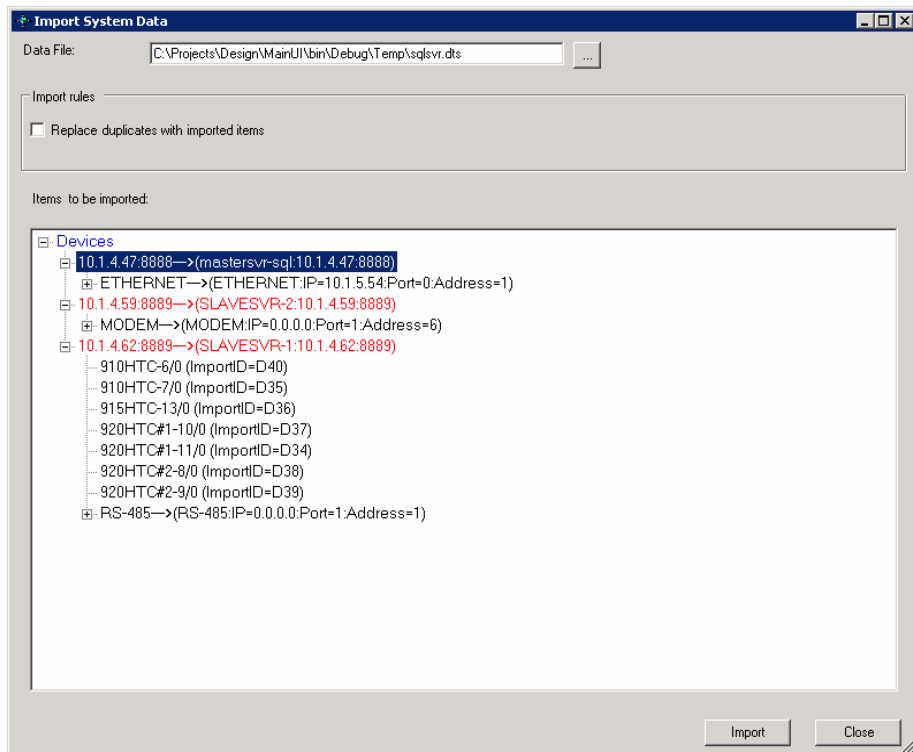 Import System Data
Data File: C:\Projects\Design\MainUI\bin\Debug\Temp\sqlsvr.dts ...
Import rules
Replace duplicates with imported items
Items to be imported:
Devices
10.1.4.47:8888—>(mastersvr-sql:10.1.4.47:8888)
ETHERNET—>(ETHERNET:IP=10.1.5.54:Port=0:Address=1)
10.1.4.59:8889—>(SLAVESVR-2:10.1.4.59:8889)
MODEM—>(MODEM:IP=0.0.0.0:Port=1:Address=6)
10.1.4.62:8889—>(SLAVESVR-1:10.1.4.62:8889)
910HTC-6/0 (ImportID=D40)
910HTC-7/0 (ImportID=D35)
915HTC-13/0 (ImportID=D36)
920HTC#1-10/0 (ImportID=D37)
920HTC#1-11/0 (ImportID=D34)
920HTC#2-8/0 (ImportID=D38)
920HTC#2-9/0 (ImportID=D39)
RS-485—>(RS-485:IP=0.0.0.0:Port=1:Address=1)
Import Close